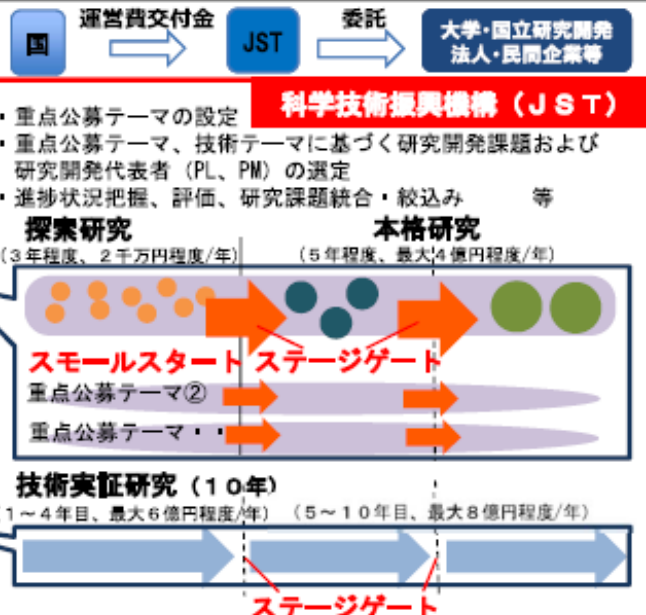 運営費交付金
委託
国
JST
大学・国立研究開発
法人・民間企業等
科学技術振興機構（ＪＳＴ）
・重点公募テーマの設定
・重点公募テーマ、技術テーマに基づく研究開発課題および
研究開発代表者（PL、PM）の選定
・進捗状況把握、評価、研究課題統合・絞込み　　　等
探索研究
本格研究
（３年程度、２千万円程度/年）
（５年程度、最大４億円程度/年）
スモールスタート
ステージゲート
重点公募テーマ②
重点公募テーマ・・
技術実証研究（１０年）
１～４年目、最大６億円程度/年）
（５～１０年目、最大８億円程度/年）
ステージゲート